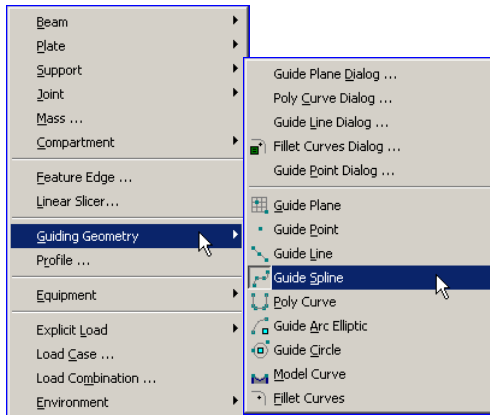 Beam
Plate
Support
Joint
Mass ...
Compartment
Feature Edge ...
Linear Slicer...
Guiding Geometry
Profile ...
Equipment
Explicit Load
Load Case ...
Load Combination ...
Environment
Guide Plane Dialog ...
Poly Curve Dialog ...
Guide Line Dialog ...
Fillet Curves Dialog ...
Guide Point Dialog ...
Guide Plane
Guide Point
Guide Line
Guide Spline
Poly Curve
Guide Arc Elliptic
Guide Circle
Model Curve
Fillet Curves